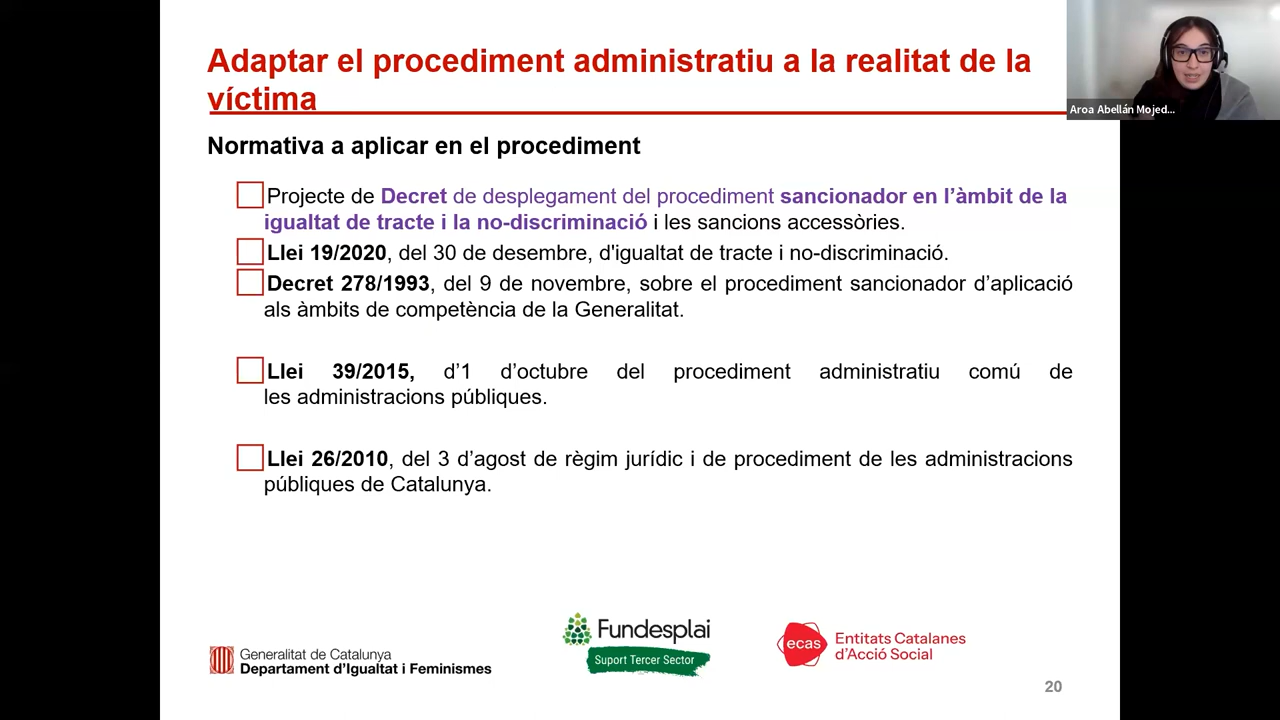 Adaptar el procediment administratiu a la realitat de la
víctima
Aroa Abellán Mojed...
Normativa a aplicar en el procediment
Projecte de Decret de desplegament del procediment sancionador en l’àmbit de la
igualtat de tracte i la no-discriminació i les sancions accessòries.
Llei 19/2020, del 30 de desembre, d'igualtat de tracte i no-discriminació.
Decret 278/1993, del 9 de novembre, sobre el procediment sancionador d’aplicació
als àmbits de competència de la Generalitat.
Llei 39/2015, d’1 d’octubre del procediment administratiu comú de
les administracions públiques.
Llei 26/2010, del 3 d’agost de règim jurídic i de procediment de les administracions
públiques de Catalunya.
Generalitat de Catalunya
Departament d’Igualtat i Feminismes
Fundesplai
Suport Tercer Sector
ecas
Entitats Catalanes
d’Acció Social
20